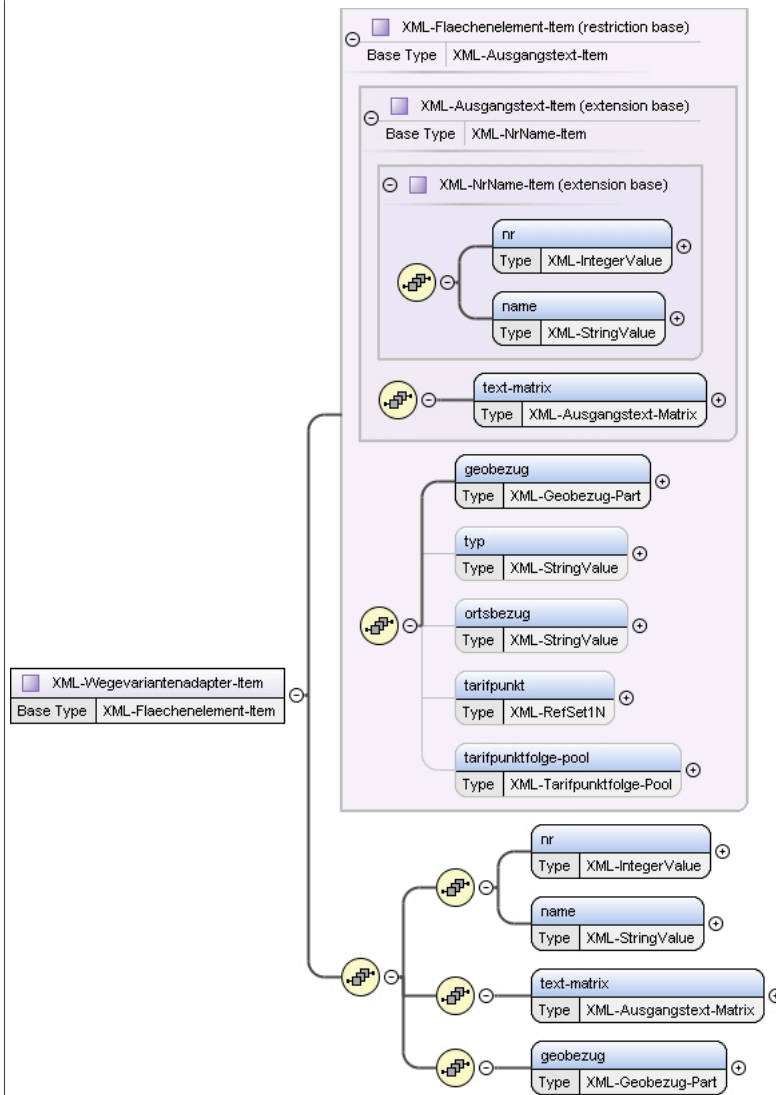 XML-Flaechenelement-Item (restriction base)
Base Type XML-Ausgangstext-Item
XML-Ausgangstext-Item (extension base)
Base Type XML-NrName-Item
XML-NrName-Item (extension base)
nr
Type XML-IntegerValue
name
Type XML-StringValue
text-matrix
Type XML-Ausgangstext-Matrix
geobezug
Type XML-Geobezug-Part
typ
Type XML-StringValue
ortsbezug
Type XML-StringValue
tarifpunkt
Type XML-RefSet1N
tarifpunktfolge-pool
Type XML-Tarifpunktfolge-Pool
XML-Wegevariantenadapter-Item
Base Type XML-Flaechenelement-Item
nr
Type XML-IntegerValue
name
Type XML-StringValue
text-matrix
Type XML-Ausgangstext-Matrix
geobezug
Type XML-Geobezug-Part